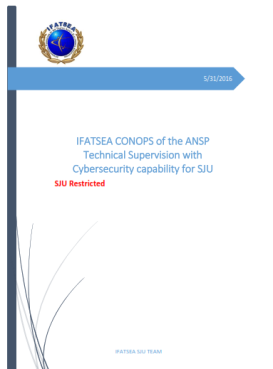 IFATSEA
5/31/2016
IFATSEA CONOPS of the ANSP
Technical Supervision with
Cybersecurity capability for SJU
SJU Restricted
IFATSEA SJU TEAM